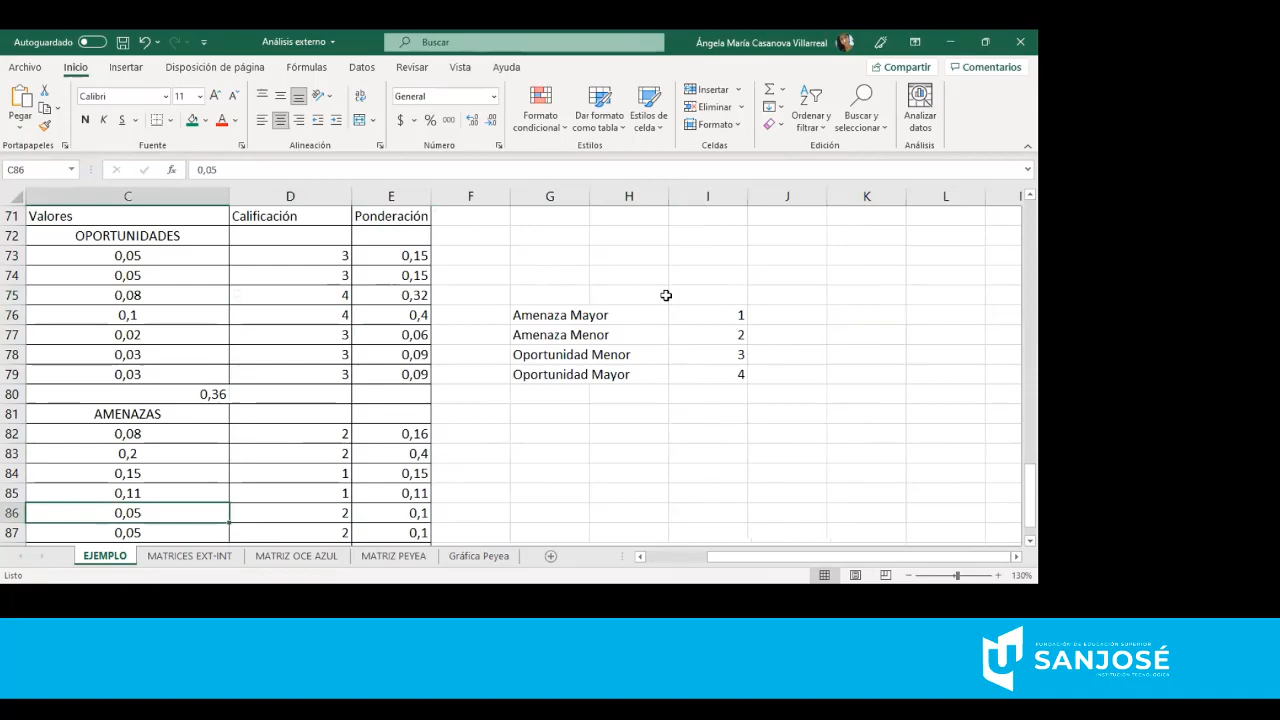 Autoguardado
Análisis externo
Buscar
Ángela María Casanova Villarreal
Archivo Inicio Insertar Disposición de página Fórmulas Datos Revisar Vista Ayuda
Compartir Comentarios
Calibri 11 General
Pegar
N K S
$ % 000
Formato condicional
Dar formato como tabla
Estilos de celda
Insertar
Eliminar
Formato
Ordenar y filtrar
Buscar y seleccionar
Analizar datos
Portapapeles Fuente Alineación Número Estilos Celdas Edición Análisis
C86 fx 0,05
C D E F G H I J K L
71 Valores Calificación Ponderación
72 OPORTUNIDADES
73 0,05 3 0,15
74 0,05 3 0,15
75 0,08 4 0,32
76 0,1 4 0,4 Amenaza Mayor 1
77 0,02 3 0,06 Amenaza Menor 2
78 0,03 3 0,09 Oportunidad Menor 3
79 0,03 3 0,09 Oportunidad Mayor 4
80 0,36
81 AMENAZAS
82 0,08 2 0,16
83 0,2 2 0,4
84 0,15 1 0,15
85 0,11 1 0,11
86 0,05 2 0,1
87 0,05 2 0,1
EJEMPLO MATRICES EXT-INT MATRIZ OCE AZUL MATRIZ PEYEA Gráfica Peyea
Listo 130%
FUNDACIÓN DE EDUCACIÓN SUPERIOR
SANJOSÉ
INSTITUCIÓN TECNOLÓGICA